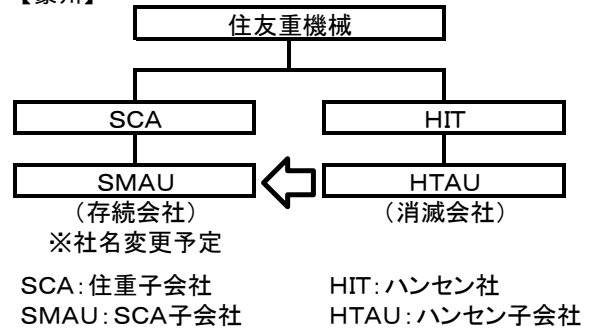 【豪州】
住友重機械
SCA HIT
SMAU HTAU
（存続会社） （消滅会社）
※社名変更予定
SCA：住重子会社 HIT：ハンセン社
SMAU：SCA子会社 HTAU：ハンセン子会社